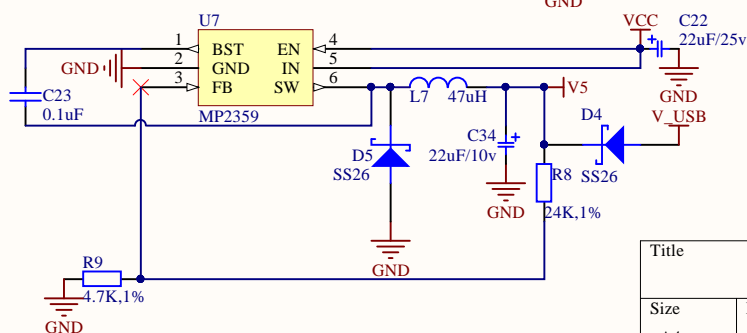 GND
U7
VCC
C22
22uF/25v
1
BST
EN
4
GND
2
GND
IN
5
3
FB
SW
6
GND
C23
0.1uF
MP2359
L7
47uH
V5
D4
V_USB
C34
22uF/10v
D5
SS26
R8
SS26
24K,1%
GND
GND
R9
4.7K,1%
GND
Title
Size